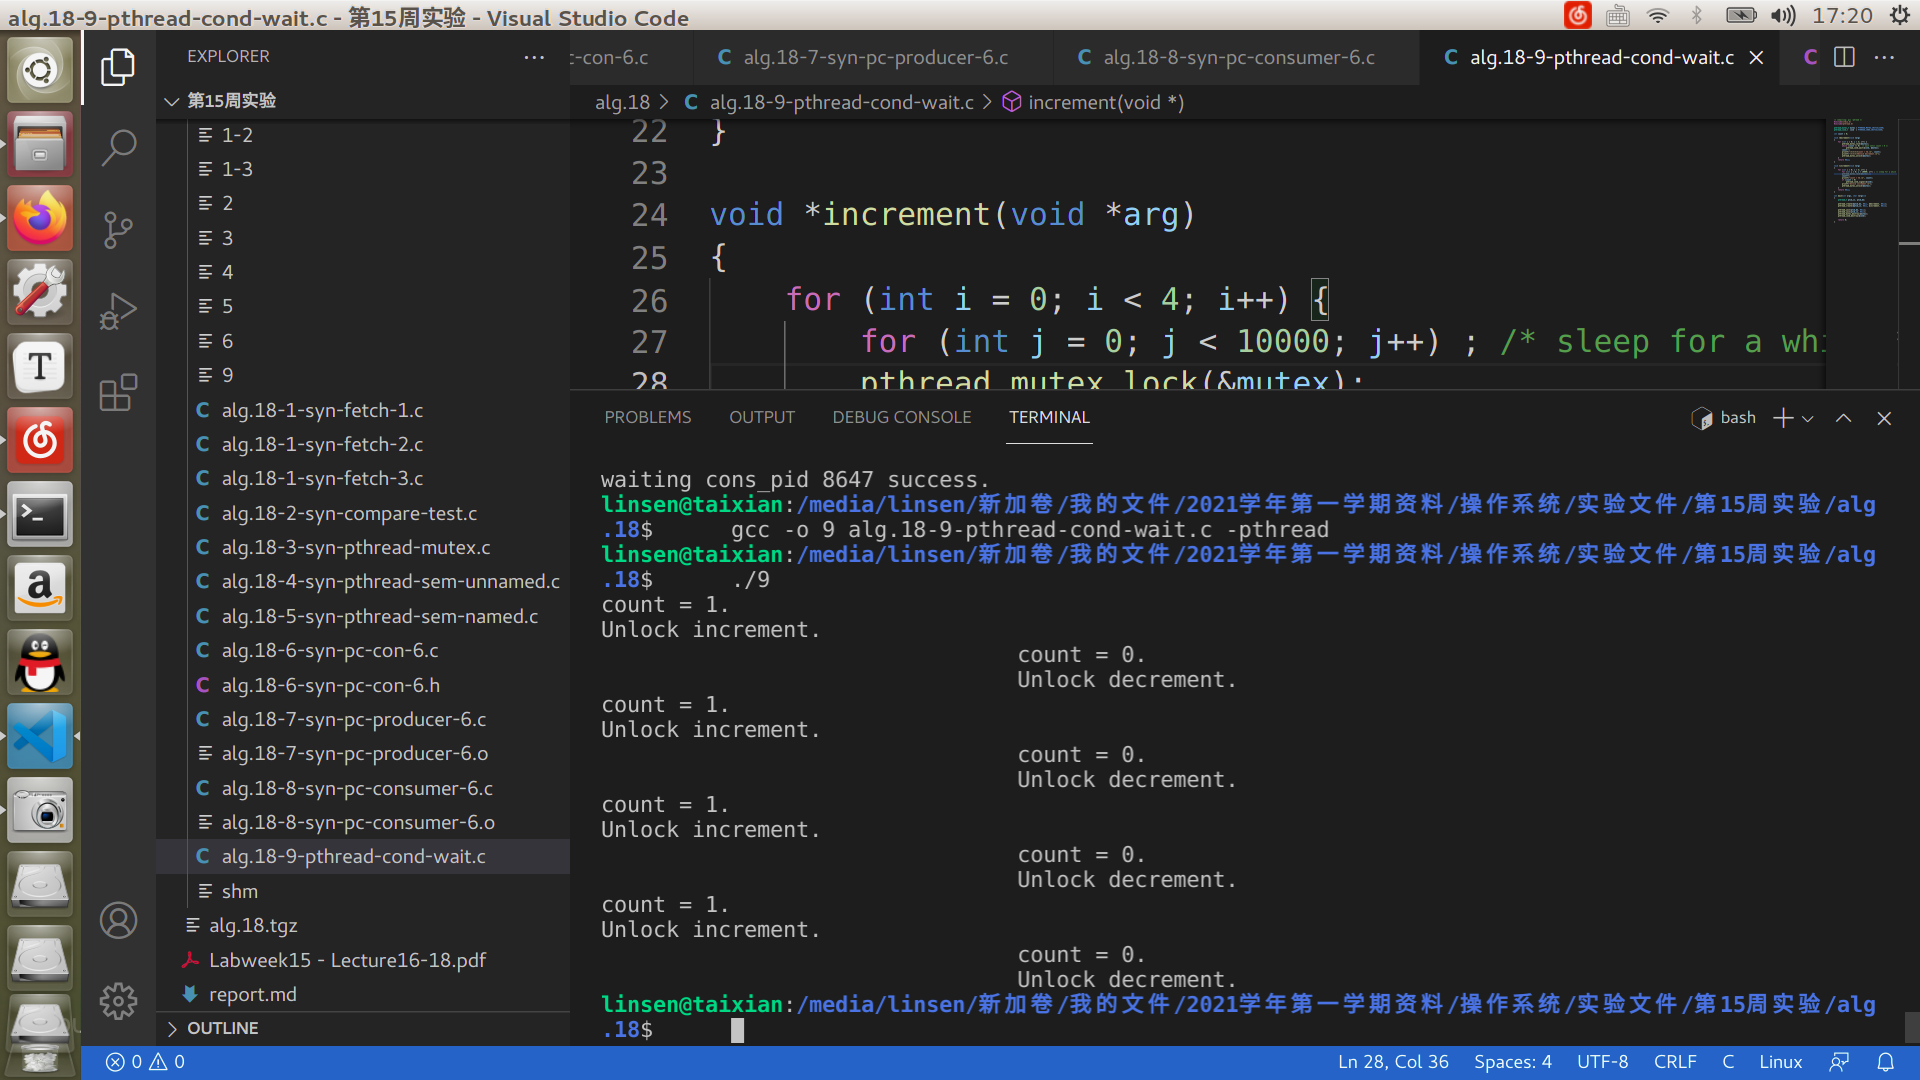 alg.18-9-pthread-cond-wait.c - 第15周实验 - Visual Studio Code
17:20
EXPLORER
第15周实验
1-2
1-3
2
3
4
5
6
9
alg.18-1-syn-fetch-1.c
alg.18-1-syn-fetch-2.c
alg.18-1-syn-fetch-3.c
alg.18-2-syn-compare-test.c
alg.18-3-syn-pthread-mutex.c
alg.18-4-syn-pthread-sem-unnamed.c
alg.18-5-syn-pthread-sem-named.c
alg.18-6-syn-pc-con-6.c
alg.18-6-syn-pc-con-6.h
alg.18-7-syn-pc-producer-6.c
alg.18-7-syn-pc-producer-6.o
alg.18-8-syn-pc-consumer-6.c
alg.18-8-syn-pc-consumer-6.o
alg.18-9-pthread-cond-wait.c
shm
alg.18.tgz
Labweek15 - Lecture16-18.pdf
report.md
OUTLINE
c-con-6.c
C alg.18-7-syn-pc-producer-6.c
C alg.18-8-syn-pc-consumer-6.c
C alg.18-9-pthread-cond-wait.c
C
alg.18 > C alg.18-9-pthread-cond-wait.c > increment(void *)
22 }
23
24 void *increment(void *arg)
25 {
26 for (int i = 0; i < 4; i++) {
27 for (int j = 0; j < 10000; j++) ; /* sleep for a whi
28 pthread_mutex_lock(&mutex);
PROBLEMS OUTPUT DEBUG CONSOLE TERMINAL
bash
waiting cons_pid 8647 success.
linsen@taixian:/media/linsen/新加卷/我的文件/2021学年第一学期资料/操作系统/实验文件/第15周实验/alg
.18$ gcc -o 9 alg.18-9-pthread-cond-wait.c -pthread
linsen@taixian:/media/linsen/新加卷/我的文件/2021学年第一学期资料/操作系统/实验文件/第15周实验/alg
.18$ ./9
count = 1.
Unlock increment.
count = 0.
Unlock decrement.
count = 1.
Unlock increment.
count = 0.
Unlock decrement.
count = 1.
Unlock increment.
count = 0.
Unlock decrement.
count = 1.
Unlock increment.
count = 0.
Unlock decrement.
linsen@taixian:/media/linsen/新加卷/我的文件/2021学年第一学期资料/操作系统/实验文件/第15周实验/alg
.18$
0 0
Ln 28, Col 36 Spaces: 4 UTF-8 CRLF C Linux